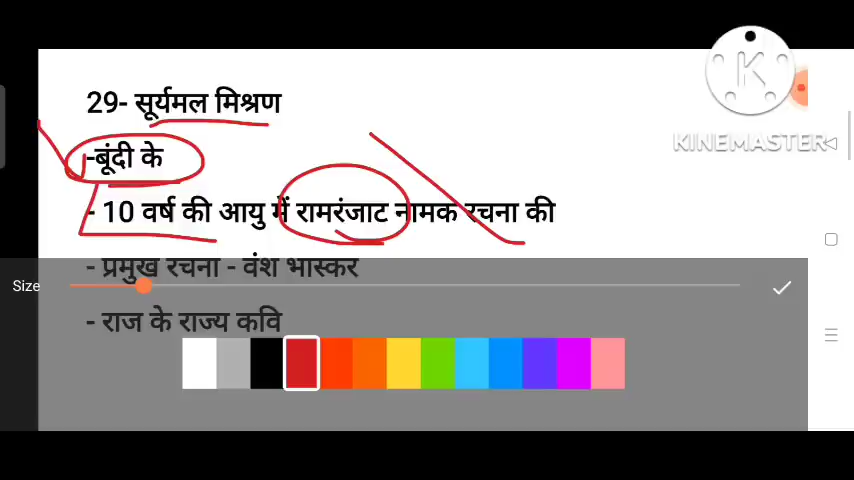 29- सूर्यमल मिश्रण
-बूंदी के
- 10 वर्ष की आयु में रामरंजाट नामक रचना की
- प्रमुख रचना - वंश भास्कर
- राज के राज्य कवि
Size
K
KINEMASTER